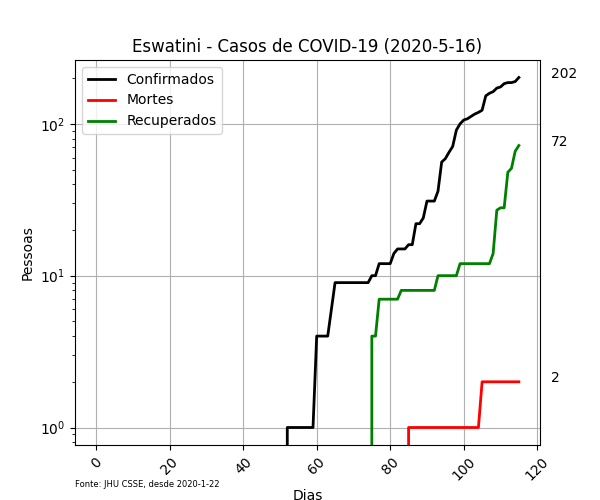 Eswatini - Casos de COVID-19 (2020-5-16)
Confirmados
Mortes
Recuperados
202
72
2
Pessoas
10²
10¹
10⁰
0 20 40 60 80 100 120
Fonte: JHU CSSE, desde 2020-1-22
Dias